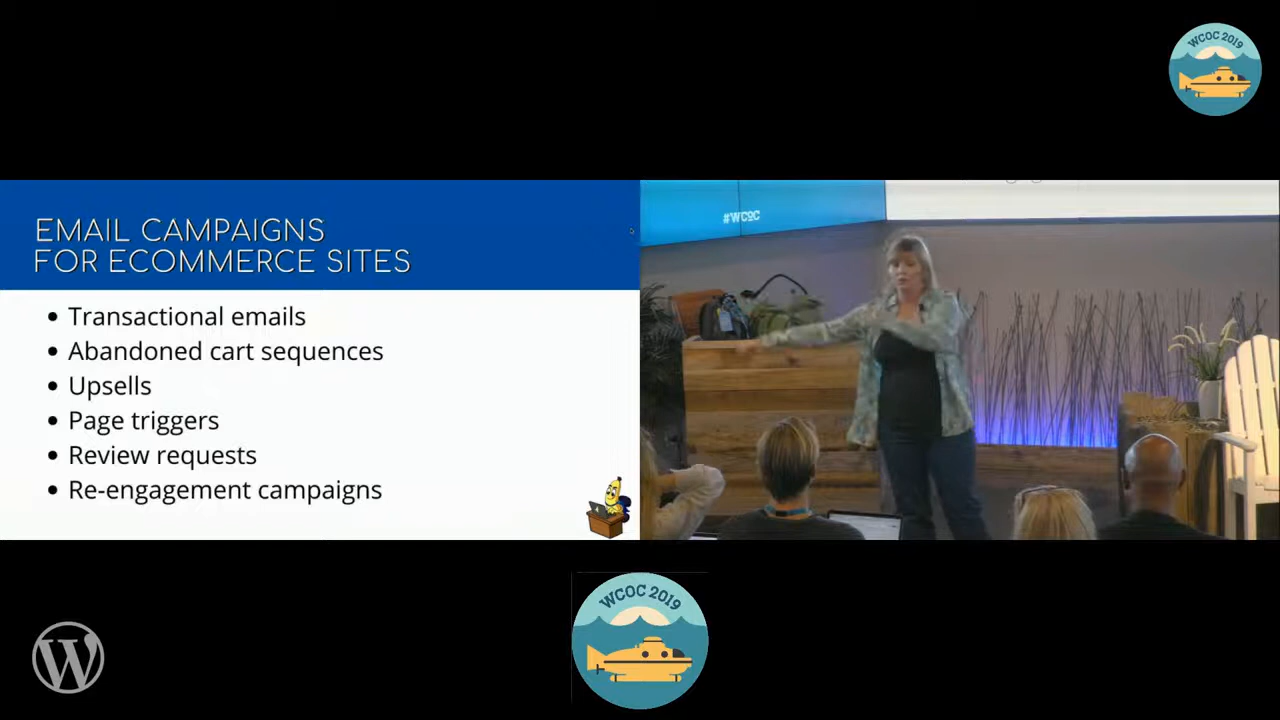 WCOC 2019
EMAIL CAMPAIGNS
FOR ECOMMERCE SITES
• Transactional emails
• Abandoned cart sequences
• Upsells
• Page triggers
• Review requests
• Re-engagement campaigns
#WCOC
WCOC 2019